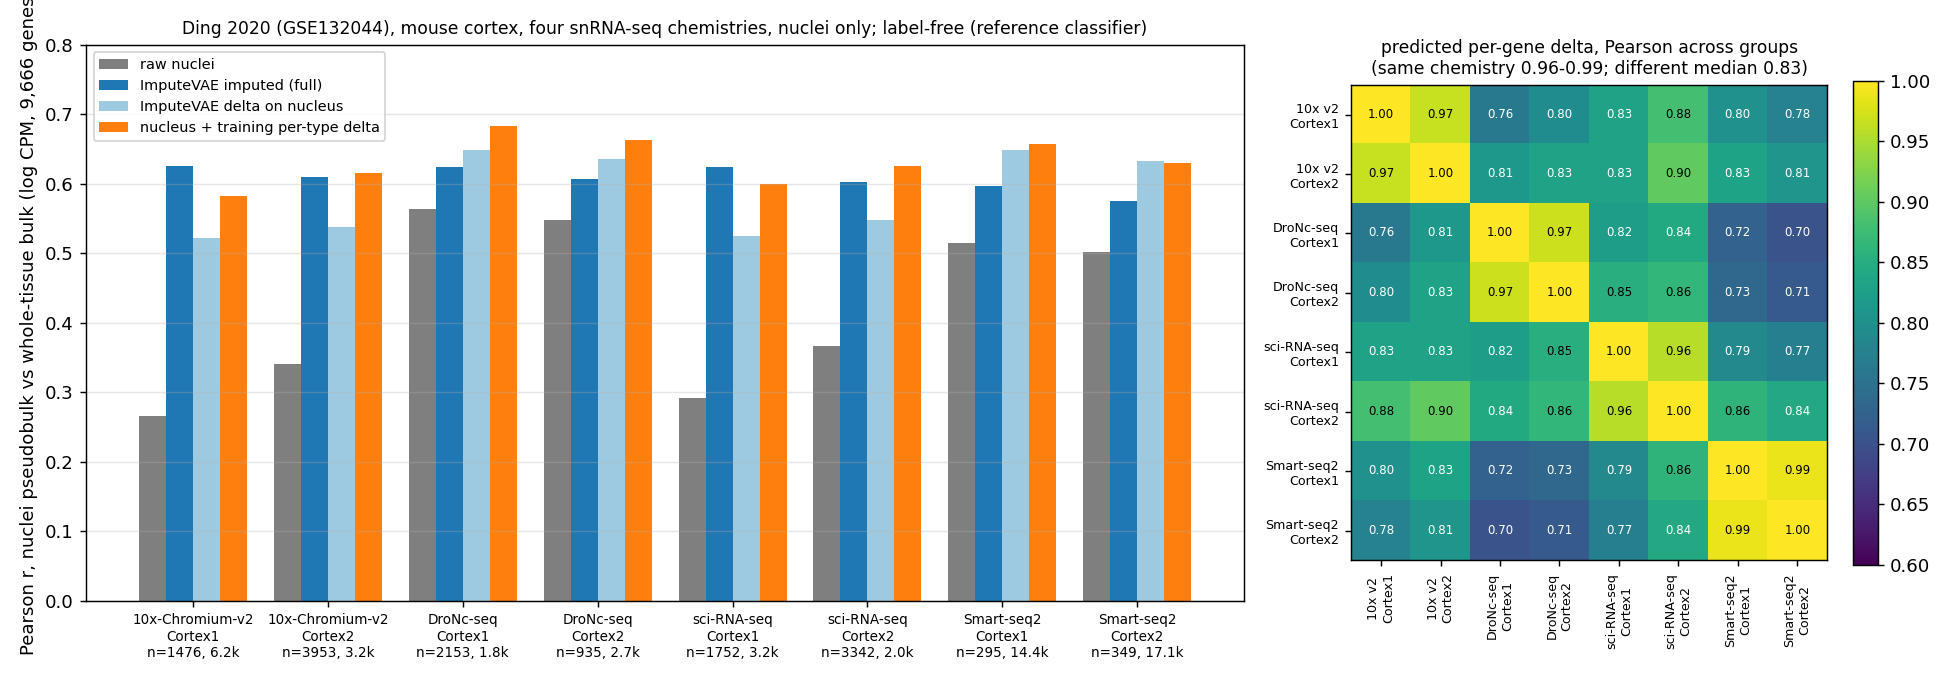 Ding 2020 (GSE132044), mouse cortex, four snRNA-seq chemistries, nuclei only; label-free (reference classifier)
Pearson r, nuclei pseudobulk vs whole-tissue bulk (log CPM, 9,666 genes
0.8
0.7
0.6
0.5
0.4
0.3
0.2
0.1
0.0
raw nuclei
ImputeVAE imputed (full)
ImputeVAE delta on nucleus
nucleus + training per-type delta
10x-Chromium-v2
Cortex1
n=1476, 6.2k
10x-Chromium-v2
Cortex2
n=3953, 3.2k
DroNc-seq
Cortex1
n=2153, 1.8k
DroNc-seq
Cortex2
n=935, 2.7k
sci-RNA-seq
Cortex1
n=1752, 3.2k
sci-RNA-seq
Cortex2
n=3342, 2.0k
Smart-seq2
Cortex1
n=295, 14.4k
Smart-seq2
Cortex2
n=349, 17.1k
predicted per-gene delta, Pearson across groups
(same chemistry 0.96-0.99; different median 0.83)
10x v2
Cortex1
1.00 0.97 0.76 0.80 0.83 0.88 0.80 0.78
10x v2
Cortex2
0.97 1.00 0.81 0.83 0.83 0.90 0.83 0.81
DroNc-seq
Cortex1
0.76 0.81 1.00 0.97 0.82 0.84 0.72 0.70
DroNc-seq
Cortex2
0.80 0.83 0.97 1.00 0.85 0.86 0.73 0.71
sci-RNA-seq
Cortex1
0.83 0.83 0.82 0.85 1.00 0.96 0.79 0.77
sci-RNA-seq
Cortex2
0.88 0.90 0.84 0.86 0.96 1.00 0.86 0.84
Smart-seq2
Cortex1
0.80 0.83 0.72 0.73 0.79 0.86 1.00 0.99
Smart-seq2
Cortex2
0.78 0.81 0.70 0.71 0.77 0.84 0.99 1.00
10x v2
Cortex1
10x v2
Cortex2
DroNc-seq
Cortex1
DroNc-seq
Cortex2
sci-RNA-seq
Cortex1
sci-RNA-seq
Cortex2
Smart-seq2
Cortex1
Smart-seq2
Cortex2
1.00
0.95
0.90
0.85
0.80
0.75
0.70
0.65
0.60